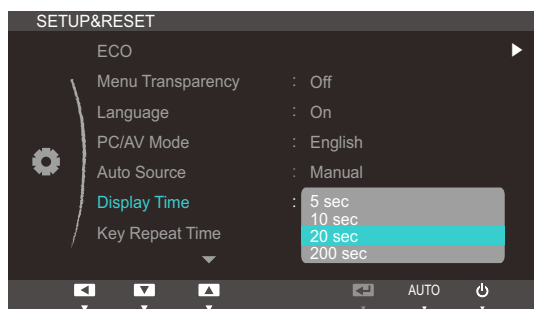 SETUP&RESET
ECO
Menu Transparency : Off
Language : On
PC/AV Mode : English
Auto Source : Manual
Display Time : 5 sec
10 sec
20 sec
200 sec
Key Repeat Time
AUTO